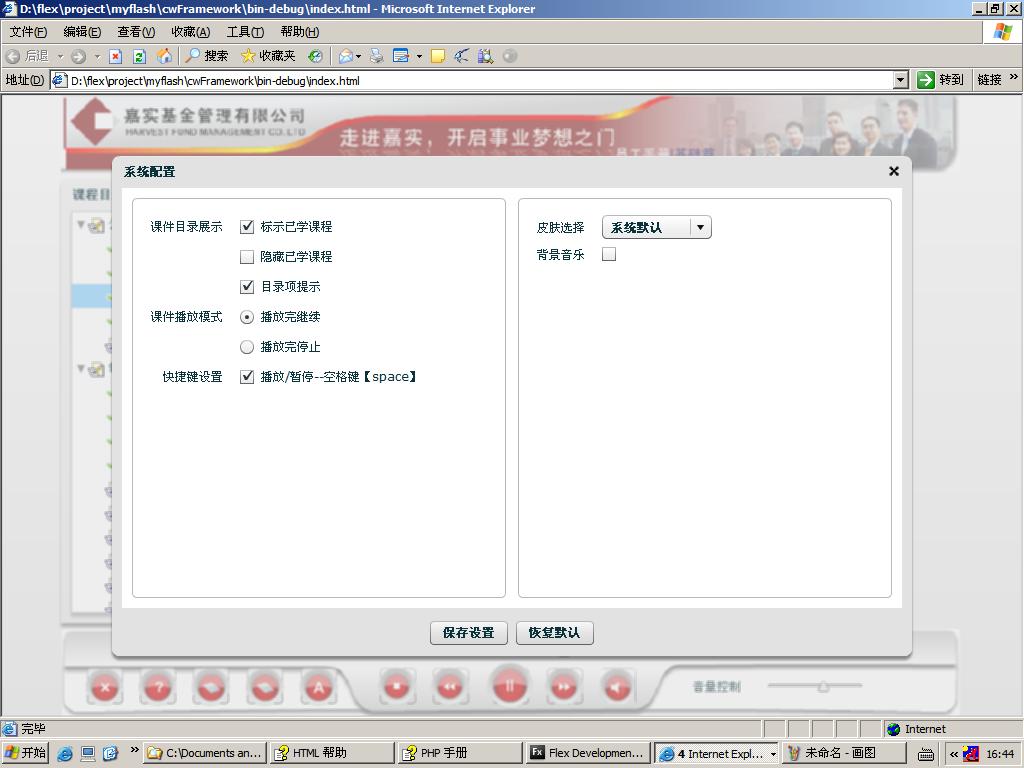 D:\flex\project\myflash\cwFramework\bin-debug\index.html - Microsoft Internet Explorer
文件(F) 编辑(E) 查看(V) 收藏(A) 工具(T) 帮助(H)
后退 搜索 收藏夹
地址(D) D:\flex\project\myflash\cwFramework\bin-debug\index.html 转到 链接 »
嘉实基金管理有限公司
HARVEST FUND MANAGEMENT CO.LTD
走进嘉实，开启事业梦想之门
系统配置
课程目
课件目录展示 标示已学课程
隐藏已学课程
目录项提示
课件播放模式 播放完继续
播放完停止
快捷键设置 播放/暂停--空格键【space】
皮肤选择 系统默认
背景音乐
保存设置 恢复默认
音量控制
完毕 Internet
开始 » C:\Documents an... HTML 帮助 PHP 手册 Flex Developmen... 4 Internet Expl... 未命名 - 画图 « 16:44